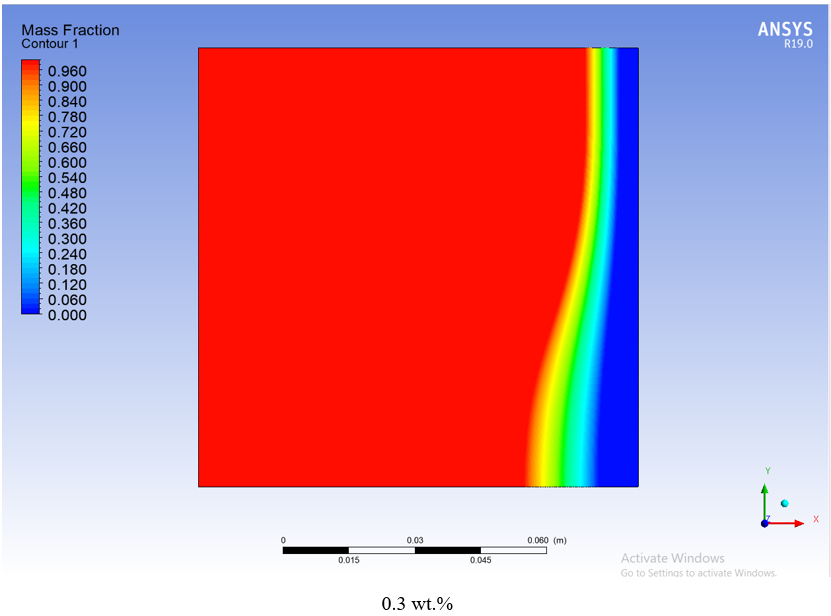 Mass Fraction
Contour 1
ANSYS
R19.0
0.960
0.900
0.840
0.780
0.720
0.660
0.600
0.540
0.480
0.420
0.360
0.300
0.240
0.180
0.120
0.060
0.000
Y
Z
X
0 0.03 0.060 (m)
0.015 0.045
Activate Windows
Go to Settings to activate Windows.
0.3 wt.%